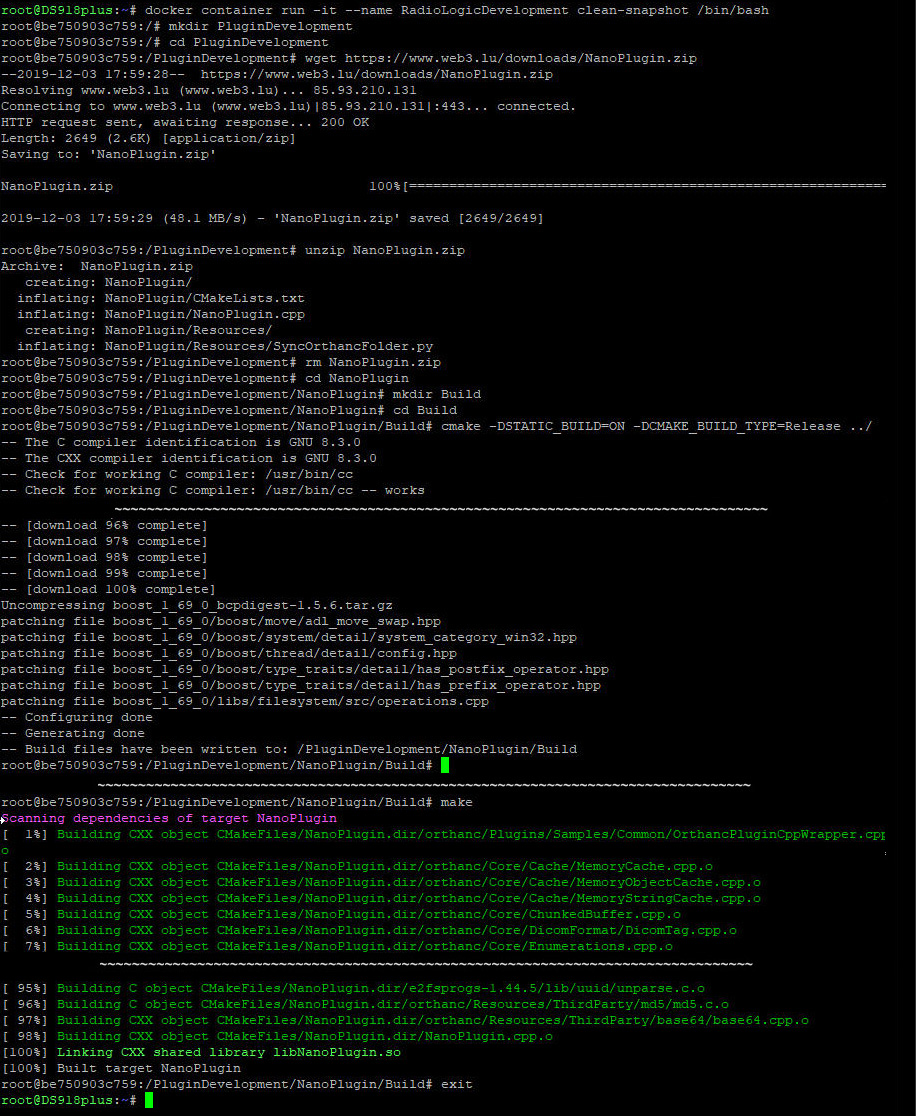 root@DS918plus:~# docker container run -it --name RadioLogicDevelopment clean-snapshot /bin/bash
root@be750903c759:/# mkdir PluginDevelopment
root@be750903c759:/# cd PluginDevelopment
root@be750903c759:/PluginDevelopment# wget https://www.web3.lu/downloads/NanoPlugin.zip
--2019-12-03 17:59:28--  https://www.web3.lu/downloads/NanoPlugin.zip
Resolving www.web3.lu (www.web3.lu)... 85.93.210.131
Connecting to www.web3.lu (www.web3.lu)|85.93.210.131|:443... connected.
HTTP request sent, awaiting response... 200 OK
Length: 2649 (2.6K) [application/zip]
Saving to: 'NanoPlugin.zip'
NanoPlugin.zip                                100%[============================================================
2019-12-03 17:59:29 (48.1 MB/s) - 'NanoPlugin.zip' saved [2649/2649]
root@be750903c759:/PluginDevelopment# unzip NanoPlugin.zip
Archive:  NanoPlugin.zip
   creating: NanoPlugin/
  inflating: NanoPlugin/CMakeLists.txt
  inflating: NanoPlugin/NanoPlugin.cpp
   creating: NanoPlugin/Resources/
  inflating: NanoPlugin/Resources/SyncOrthancFolder.py
root@be750903c759:/PluginDevelopment# rm NanoPlugin.zip
root@be750903c759:/PluginDevelopment# cd NanoPlugin
root@be750903c759:/PluginDevelopment/NanoPlugin# mkdir Build
root@be750903c759:/PluginDevelopment/NanoPlugin# cd Build
root@be750903c759:/PluginDevelopment/NanoPlugin/Build# cmake -DSTATIC_BUILD=ON -DCMAKE_BUILD_TYPE=Release ../
-- The C compiler identification is GNU 8.3.0
-- The CXX compiler identification is GNU 8.3.0
-- Check for working C compiler: /usr/bin/cc
-- Check for working C compiler: /usr/bin/cc -- works
~~~~~~~~~~~~~~~~~~~~~~~~~~~~~~~~~~~~~~~~~~~~~~~~~~~~~~~~~~~~~~~~~~~~~~~~~~~~~~~~~~
-- [download 96% complete]
-- [download 97% complete]
-- [download 98% complete]
-- [download 99% complete]
-- [download 100% complete]
Uncompressing boost_1_69_0_bcpdigest-1.5.6.tar.gz
patching file boost_1_69_0/boost/move/adl_move_swap.hpp
patching file boost_1_69_0/boost/system/detail/system_category_win32.hpp
patching file boost_1_69_0/boost/thread/detail/config.hpp
patching file boost_1_69_0/boost/type_traits/detail/has_postfix_operator.hpp
patching file boost_1_69_0/boost/type_traits/detail/has_prefix_operator.hpp
patching file boost_1_69_0/libs/filesystem/src/operations.cpp
-- Configuring done
-- Generating done
-- Build files have been written to: /PluginDevelopment/NanoPlugin/Build
root@be750903c759:/PluginDevelopment/NanoPlugin/Build#
~~~~~~~~~~~~~~~~~~~~~~~~~~~~~~~~~~~~~~~~~~~~~~~~~~~~~~~~~~~~~~~~~~~~~~~~~~~~~~~~~~
root@be750903c759:/PluginDevelopment/NanoPlugin/Build# make
Scanning dependencies of target NanoPlugin
[  1%] Building CXX object CMakeFiles/NanoPlugin.dir/orthanc/Plugins/Samples/Common/OrthancPluginCppWrapper.cpp.
o
[  2%] Building CXX object CMakeFiles/NanoPlugin.dir/orthanc/Core/Cache/MemoryCache.cpp.o
[  3%] Building CXX object CMakeFiles/NanoPlugin.dir/orthanc/Core/Cache/MemoryObjectCache.cpp.o
[  4%] Building CXX object CMakeFiles/NanoPlugin.dir/orthanc/Core/Cache/MemoryStringCache.cpp.o
[  5%] Building CXX object CMakeFiles/NanoPlugin.dir/orthanc/Core/ChunkedBuffer.cpp.o
[  6%] Building CXX object CMakeFiles/NanoPlugin.dir/orthanc/Core/DicomFormat/DicomTag.cpp.o
[  7%] Building CXX object CMakeFiles/NanoPlugin.dir/orthanc/Core/Enumerations.cpp.o
~~~~~~~~~~~~~~~~~~~~~~~~~~~~~~~~~~~~~~~~~~~~~~~~~~~~~~~~~~~~~~~~~~~~~~~~~~~~~~~~~~
[ 95%] Building C object CMakeFiles/NanoPlugin.dir/e2fsprogs-1.44.5/lib/uuid/unparse.c.o
[ 96%] Building C object CMakeFiles/NanoPlugin.dir/orthanc/Resources/ThirdParty/md5/md5.c.o
[ 97%] Building CXX object CMakeFiles/NanoPlugin.dir/orthanc/Resources/ThirdParty/base64/base64.cpp.o
[ 98%] Building CXX object CMakeFiles/NanoPlugin.dir/NanoPlugin.cpp.o
[100%] Linking CXX shared library libNanoPlugin.so
[100%] Built target NanoPlugin
root@be750903c759:/PluginDevelopment/NanoPlugin/Build# exit
root@DS918plus:~#